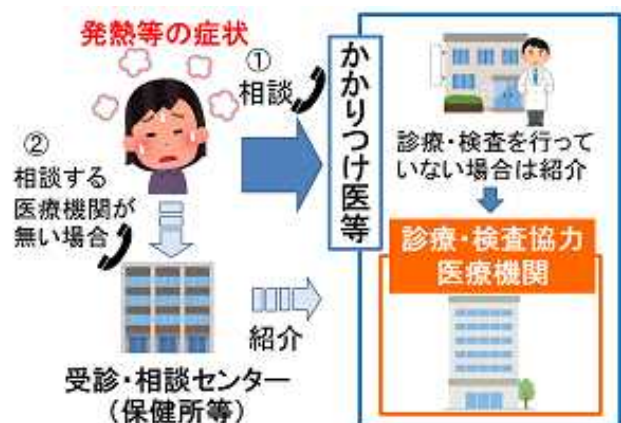 発熱等の症状
①
相談
②
相談する
医療機関が
無い場合
受診・相談センター
（保健所等）
紹介
かかりつけ医等
診療・検査を行って
いない場合は紹介
診療・検査協力
医療機関